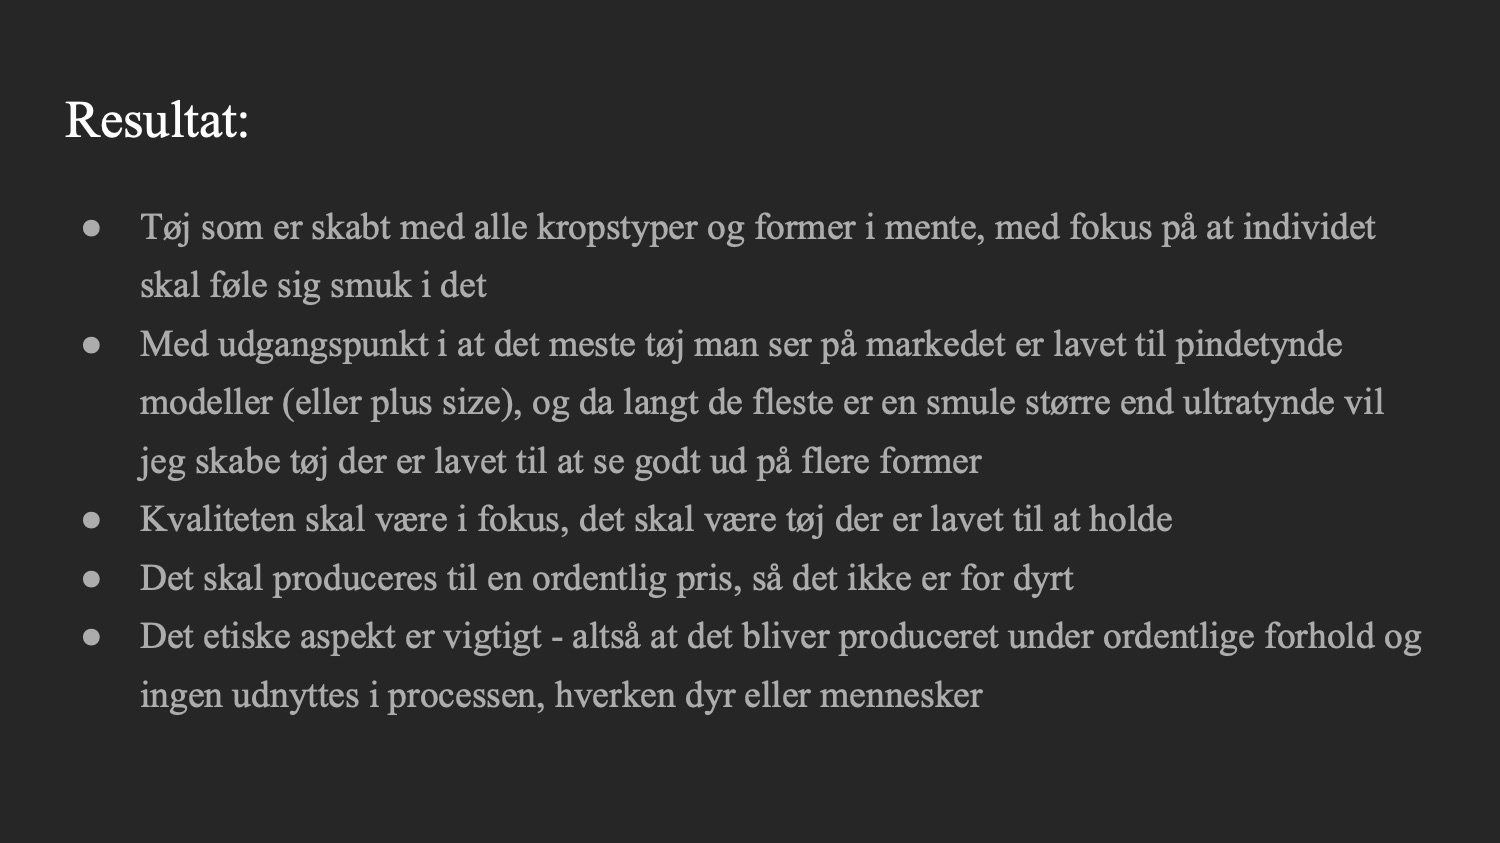 Resultat:
● Tøj som er skabt med alle kropstyper og former i mente, med fokus på at individet
skal føle sig smuk i det
● Med udgangspunkt i at det meste tøj man ser på markedet er lavet til pindetynde
modeller (eller plus size), og da langt de fleste er en smule større end ultratynde vil
jeg skabe tøj der er lavet til at se godt ud på flere former
● Kvaliteten skal være i fokus, det skal være tøj der er lavet til at holde
● Det skal produceres til en ordentlig pris, så det ikke er for dyrt
● Det etiske aspekt er vigtigt - altså at det bliver produceret under ordentlige forhold og
ingen udnyttes i processen, hverken dyr eller mennesker